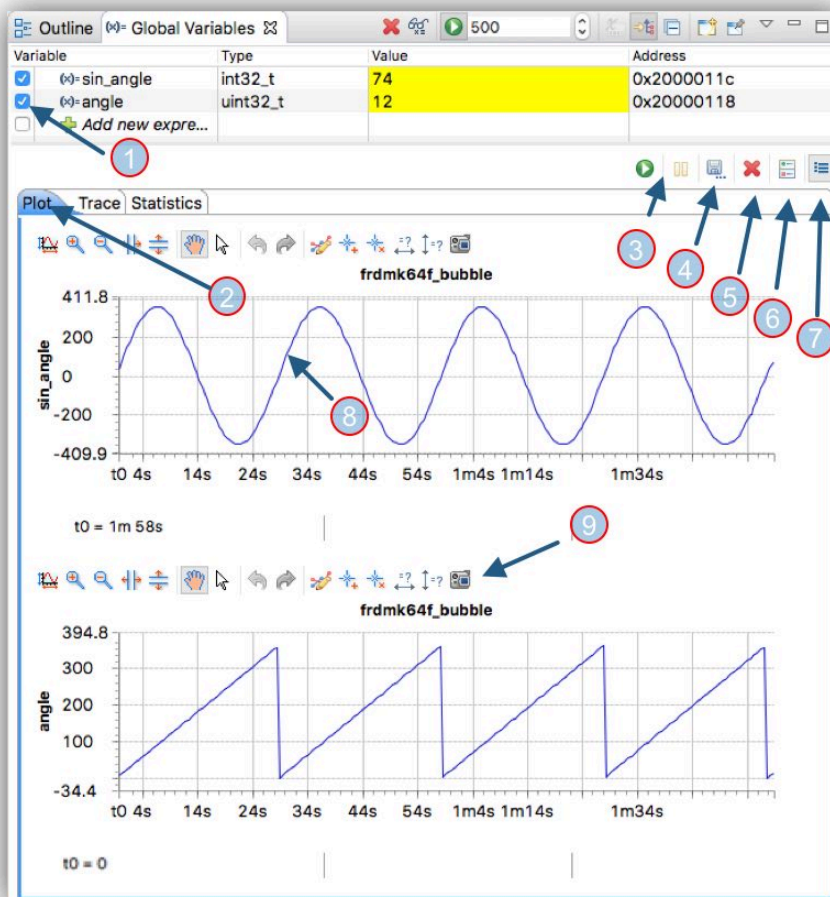 Outline (x)= Global Variables 500
Variable Type Value Address
(x)= sin_angle int32_t 74 0x2000011c
(x)= angle uint32_t 12 0x20000118
Add new expre...
1
Plot Trace Statistics
3
4
5
6
7
2
frdmk64f_bubble
411.8
200
0
-200
-409.9
sin_angle
8
t0 4s 14s 24s 34s 44s 54s 1m4s 1m14s 1m34s
t0 = 1m 58s
9
frdmk64f_bubble
394.8
300
200
100
-34.4
angle
t0 4s 14s 24s 34s 44s 54s 1m4s 1m14s 1m34s
t0 = 0